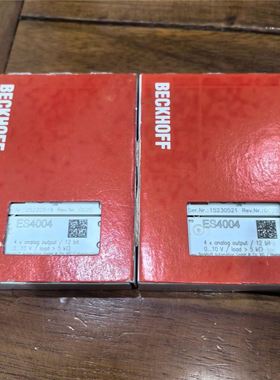 BECKHOFF
ES4004
4 x analog output / 12 bit
0...10 V / load > 5 kΩ
BECKHOFF
Ser.Nr.: 15230521 Rev.Nr.:
ES4004
4 x analog output / 12 bit
0...10 V / load > 5 kΩ